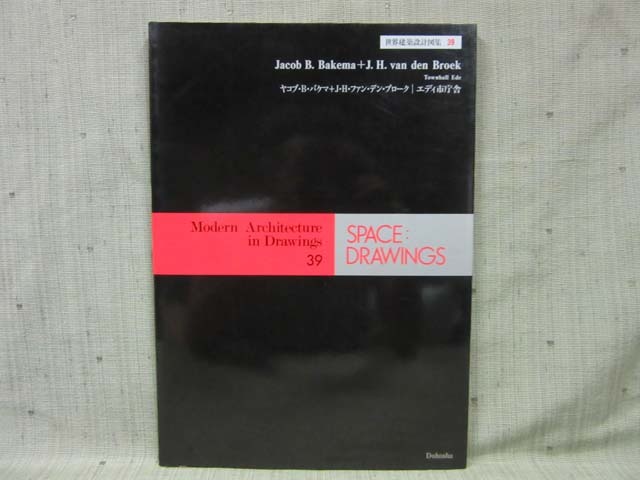 世界建築設計図集 39
Jacob B. Bakema+J. H. van den Broek
Townhall Ede
ヤコブ・B・バケマ+J・H・ファン・デン・ブローク|エディ市庁舎
Modern Architecture
in Drawings
39
SPACE:
DRAWINGS
Dohosha